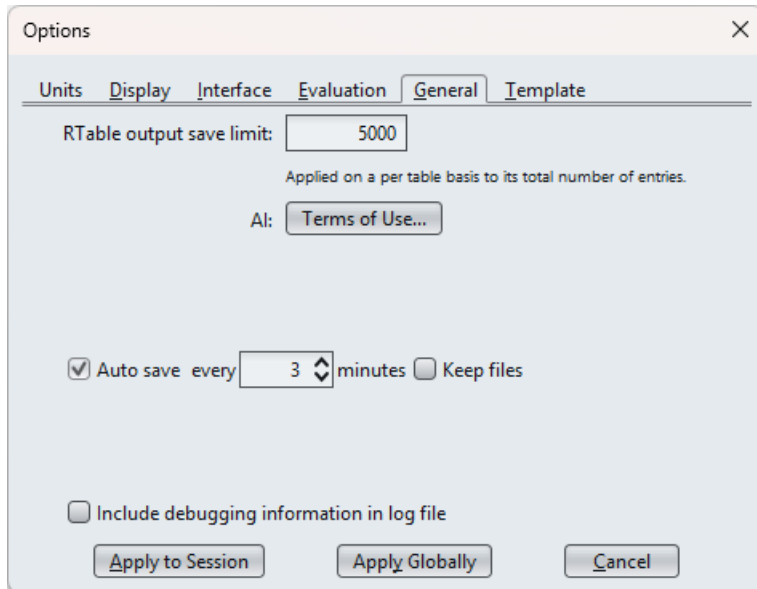 Options
Units Display Interface Evaluation General Template
RTable output save limit: 5000
Applied on a per table basis to its total number of entries.
AI: Terms of Use...
Auto save every 3 minutes Keep files
Include debugging information in log file
Apply to Session Apply Globally Cancel